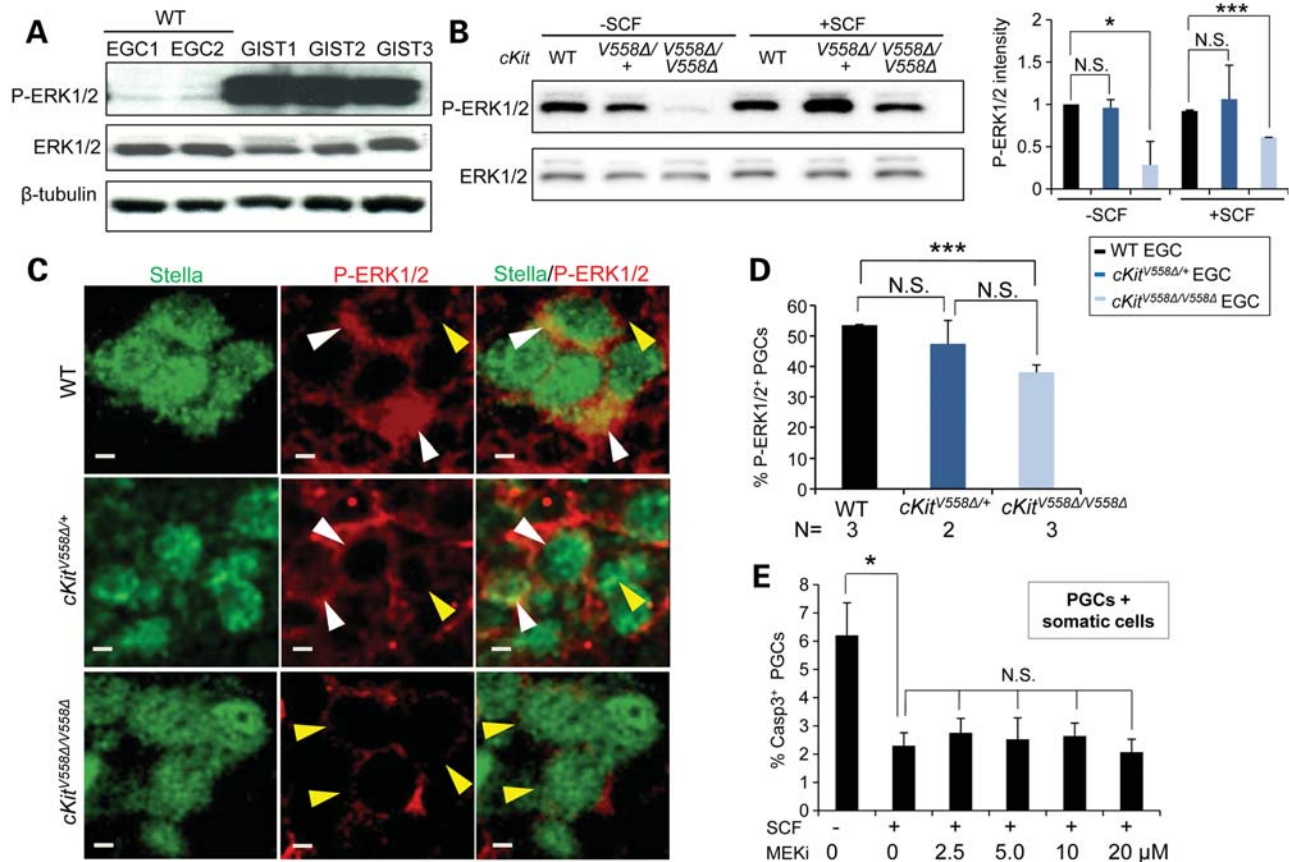 A
WT
EGC1 EGC2 GIST1 GIST2 GIST3
P-ERK1/2
ERK1/2
β-tubulin
B
-SCF +SCF
cKit WT V558Δ/+ V558Δ/V558Δ WT V558Δ/+ V558Δ/V558Δ
P-ERK1/2
ERK1/2
P-ERK1/2 intensity
2
1.5
1
0.5
0
* ***
N.S. N.S.
-SCF +SCF
WT EGC
cKitV558Δ/+ EGC
cKitV558Δ/V558Δ EGC
C
Stella P-ERK1/2 Stella/P-ERK1/2
WT
cKitV558Δ/+
cKitV558Δ/V558Δ
D
***
N.S. N.S.
% P-ERK1/2+ PGCs
60
50
40
30
20
10
0
WT cKitV558Δ/+ cKitV558Δ/V558Δ
N= 3 2 3
E
*
PGCs +
somatic cells
N.S.
% Casp3+ PGCs
8
7
6
5
4
3
2
1
0
SCF - + + + + +
MEKi 0 0 2.5 5.0 10 20 μM